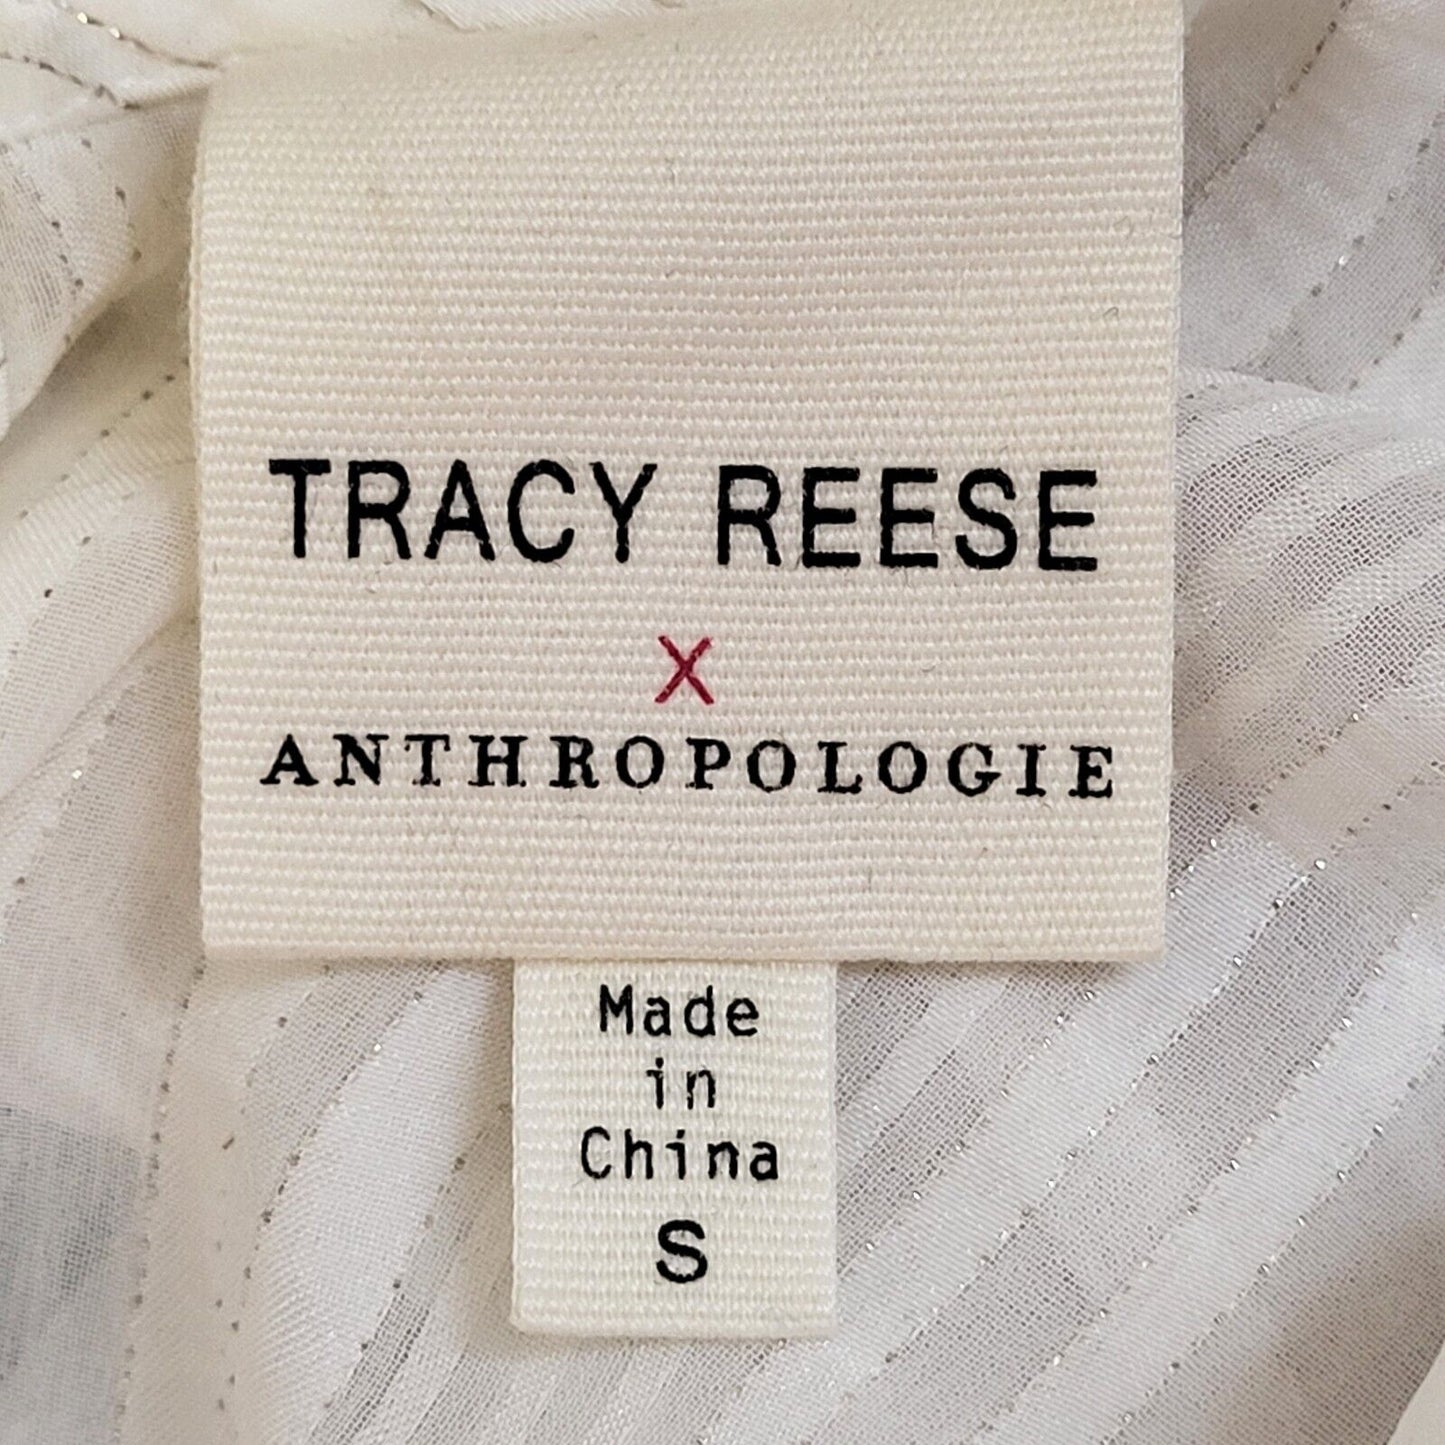 TRACY REESE
X
ANTHROPOLOGIE
Made
in
China
S